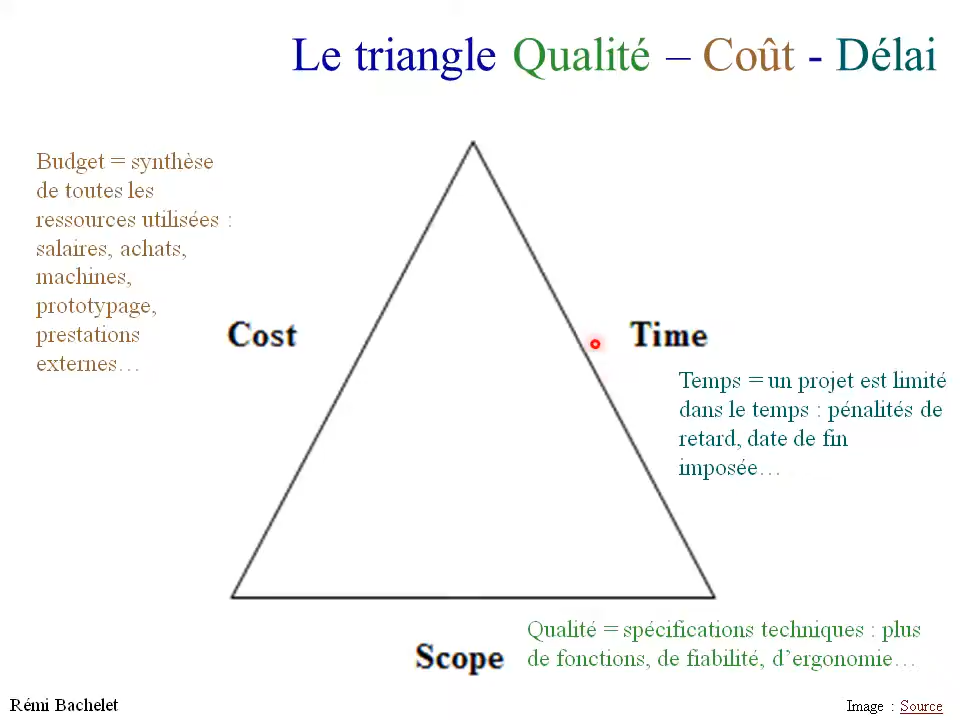 Le triangle Qualité – Coût - Délai
Budget = synthèse
de toutes les
ressources utilisées :
salaires, achats,
machines,
prototypage,
prestations
externes…
Cost
Time
Temps = un projet est limité
dans le temps : pénalités de
retard, date de fin
imposée…
Qualité = spécifications techniques : plus
de fonctions, de fiabilité, d’ergonomie…
Scope
Rémi Bachelet
Image : Source